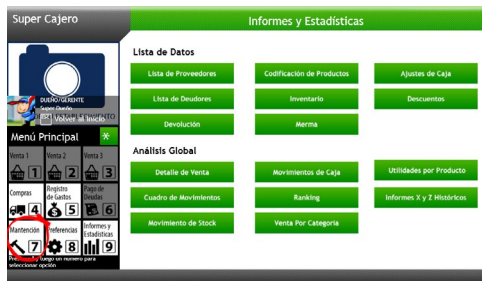 Super Cajero
Informes y Estadísticas
Lista de Datos
Lista de Proveedores
Codificación de Productos
Ajustes de Caja
Lista de Deudores
Inventario
Descuentos
Devolución
Merma
Análisis Global
Detalle de Venta
Movimientos de Caja
Utilidades por Producto
Cuadro de Movimientos
Ranking
Informes X y Z Históricos
Movimiento de Stock
Venta Por Categoría
DUEÑO/GERENTE
Super Dueño
Volver al Inicio
Menú Principal *
Venta 1
1
Venta 2
2
Venta 3
3
Compras
4
Registro
de Gastos
5
Pago de
Deudas
6
Mantención
7
Preferencias
8
Informes y
Estadísticas
9
luego un numero para
seleccionar opción